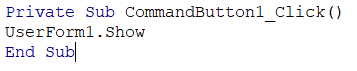 Private Sub CommandButton1_Click()
UserForm1.Show
End Sub